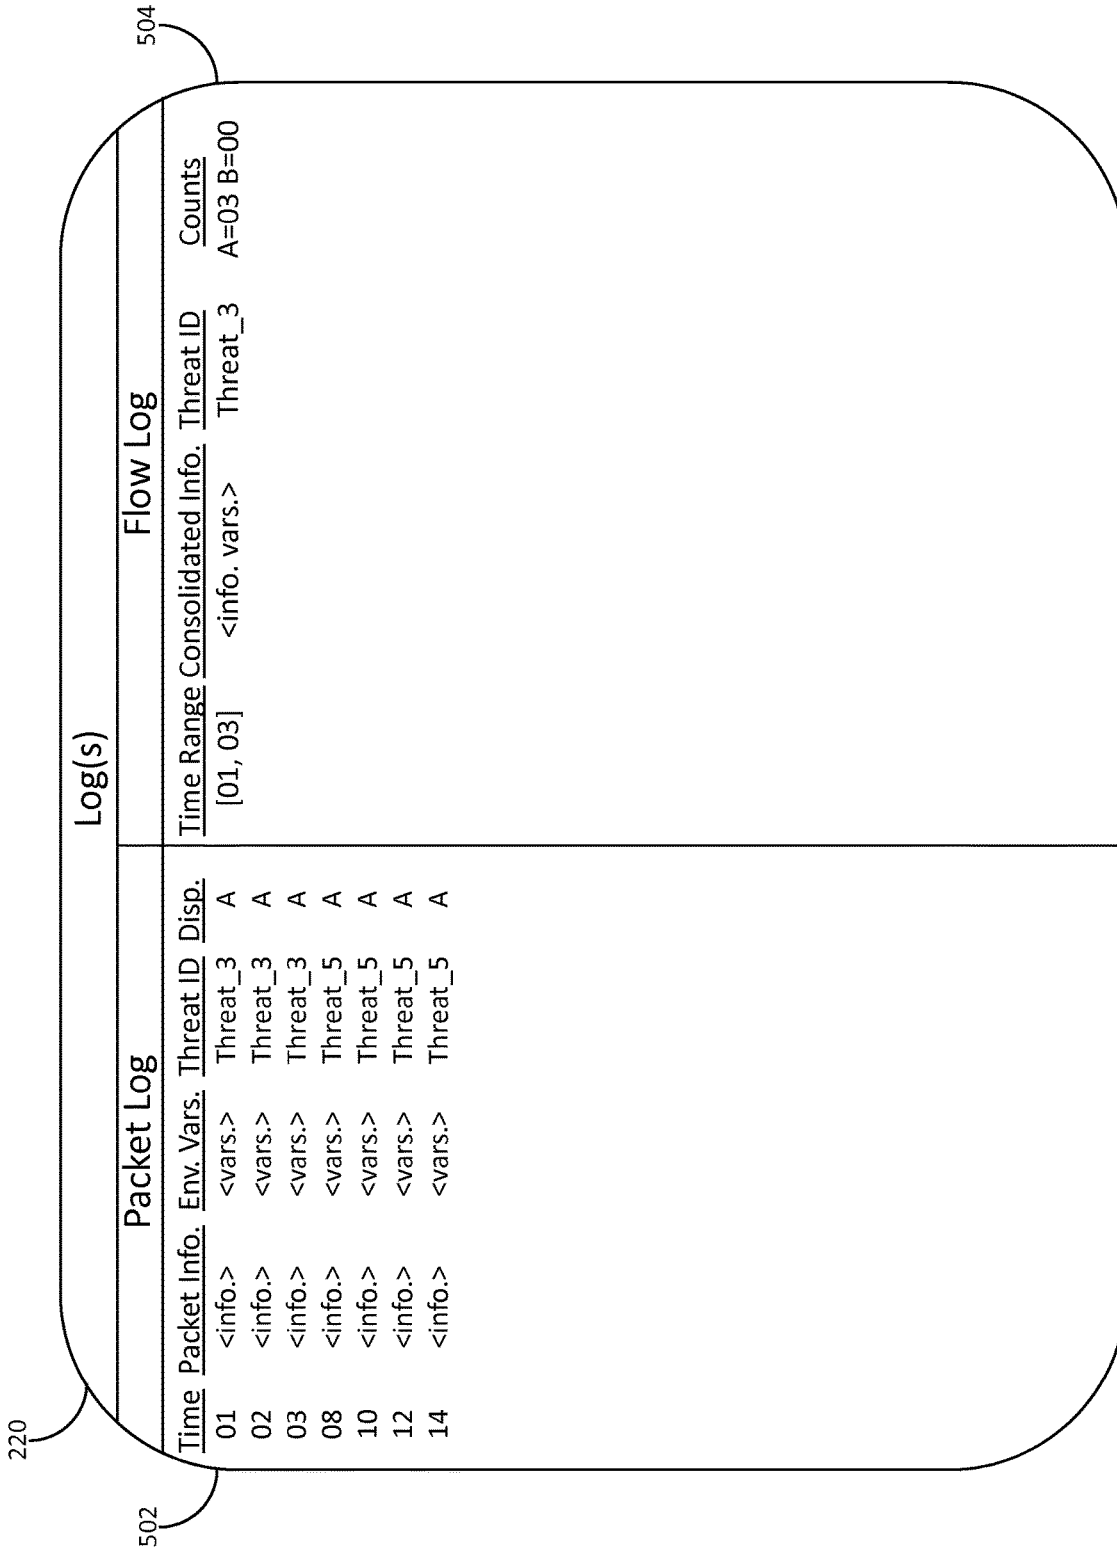 220
Log(s)
502
Packet Log
Flow Log
504
Time Packet Info. Env. Vars. Threat ID Disp.
01 <info.> <vars.> Threat_3 A
02 <info.> <vars.> Threat_3 A
03 <info.> <vars.> Threat_3 A
08 <info.> <vars.> Threat_5 A
10 <info.> <vars.> Threat_5 A
12 <info.> <vars.> Threat_5 A
14 <info.> <vars.> Threat_5 A
Time Range Consolidated Info. Threat ID Counts
[01, 03] <info. vars.> Threat_3 A=03 B=00